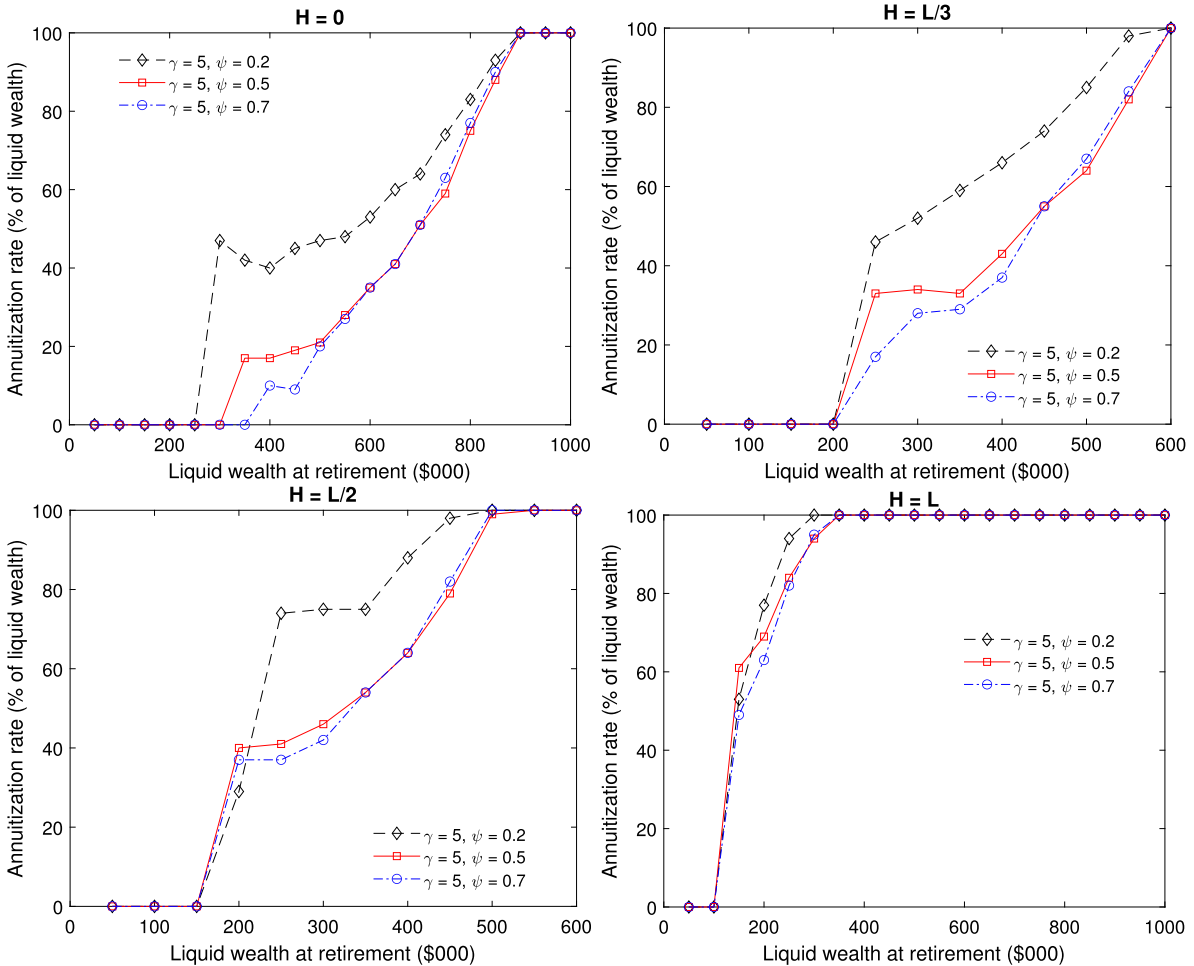 H = 0
Annuitization rate (% of liquid wealth)
100
80
60
40
20
0
γ = 5, ψ = 0.2
γ = 5, ψ = 0.5
γ = 5, ψ = 0.7
0 200 400 600 800 1000
Liquid wealth at retirement ($000)
H = L/3
Annuitization rate (% of liquid wealth)
100
80
60
40
20
0
γ = 5, ψ = 0.2
γ = 5, ψ = 0.5
γ = 5, ψ = 0.7
0 100 200 300 400 500 600
Liquid wealth at retirement ($000)
H = L/2
Annuitization rate (% of liquid wealth)
100
80
60
40
20
0
γ = 5, ψ = 0.2
γ = 5, ψ = 0.5
γ = 5, ψ = 0.7
0 100 200 300 400 500 600
Liquid wealth at retirement ($000)
H = L
Annuitization rate (% of liquid wealth)
100
80
60
40
20
0
γ = 5, ψ = 0.2
γ = 5, ψ = 0.5
γ = 5, ψ = 0.7
0 200 400 600 800 1000
Liquid wealth at retirement ($000)